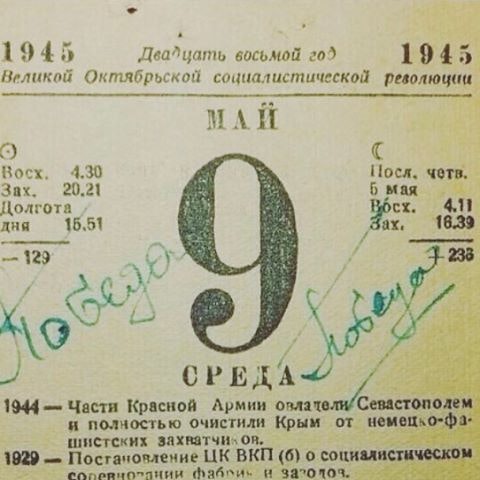 1945 Двадцать восьмой год 1945
Великой Октябрьской социалистической революции
МАЙ
Восх. 4.30
Зах. 20.21
Долгота
дня 15.51
— 129
9
Посл. четв.
5 мая
Восх. 4.11
Зах. 16.39
+ 236
Победа
Победа
СРЕДА
1944 — Части Красной Армии овладели Севастополем
и полностью очистили Крым от немецко-фа-
шистских захватчиков.
1929 — Постановление ЦК ВКП (б) о социалистическом
соревновании фабрик и заводов.